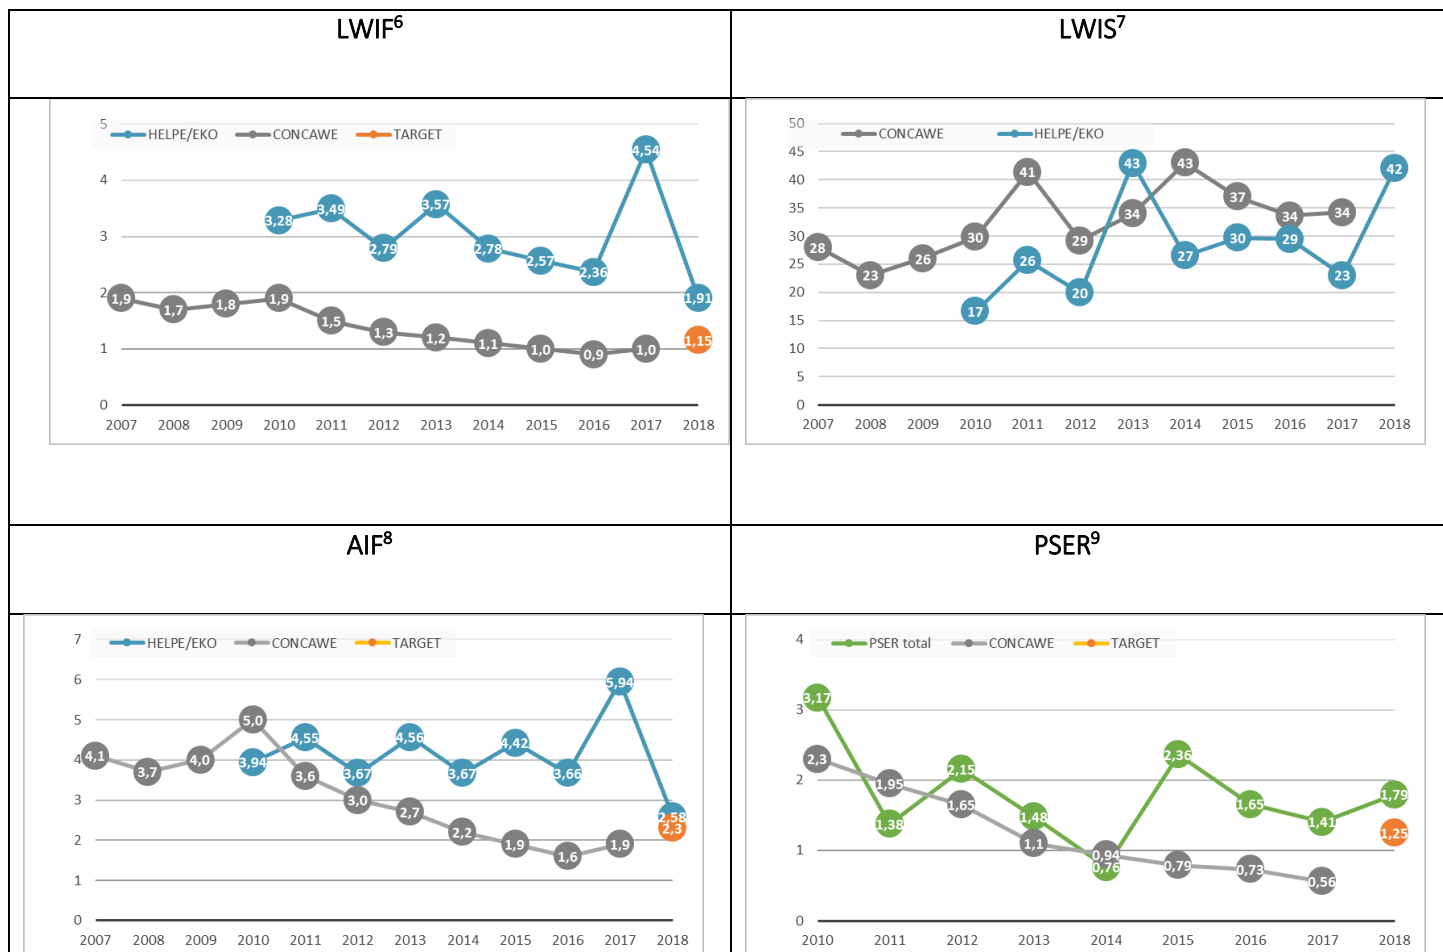 LWIF6
LWIS7
5
4
3
2
1
0
HELPE/EKO CONCAWE TARGET
3,28 3,49 2,79 3,57 2,78 2,57 2,36 4,54 1,91
1,9 1,7 1,8 1,9 1,5 1,3 1,2 1,1 1,0 0,9 1,0
1,15
2007 2008 2009 2010 2011 2012 2013 2014 2015 2016 2017 2018
50
45
40
35
30
25
20
15
10
5
0
CONCAWE HELPE/EKO
28 23 26 30 41 29 34 43 37 34 34
17 26 20 43 27 30 29 23 42
2007 2008 2009 2010 2011 2012 2013 2014 2015 2016 2017 2018
AIF8
PSER9
7
6
5
4
3
2
1
0
HELPE/EKO CONCAWE TARGET
3,94 4,55 3,67 4,56 3,67 4,42 3,66 5,94 2,58
4,1 3,7 4,0 5,0 3,6 3,0 2,7 2,2 1,9 1,6 1,9
2,3
2007 2008 2009 2010 2011 2012 2013 2014 2015 2016 2017 2018
4
3
2
1
0
PSER total CONCAWE TARGET
3,17 1,38 2,15 1,48 0,76 2,36 1,65 1,41 1,79
2,3 1,95 1,65 1,1 0,94 0,79 0,73 0,56
1,25
2010 2011 2012 2013 2014 2015 2016 2017 2018